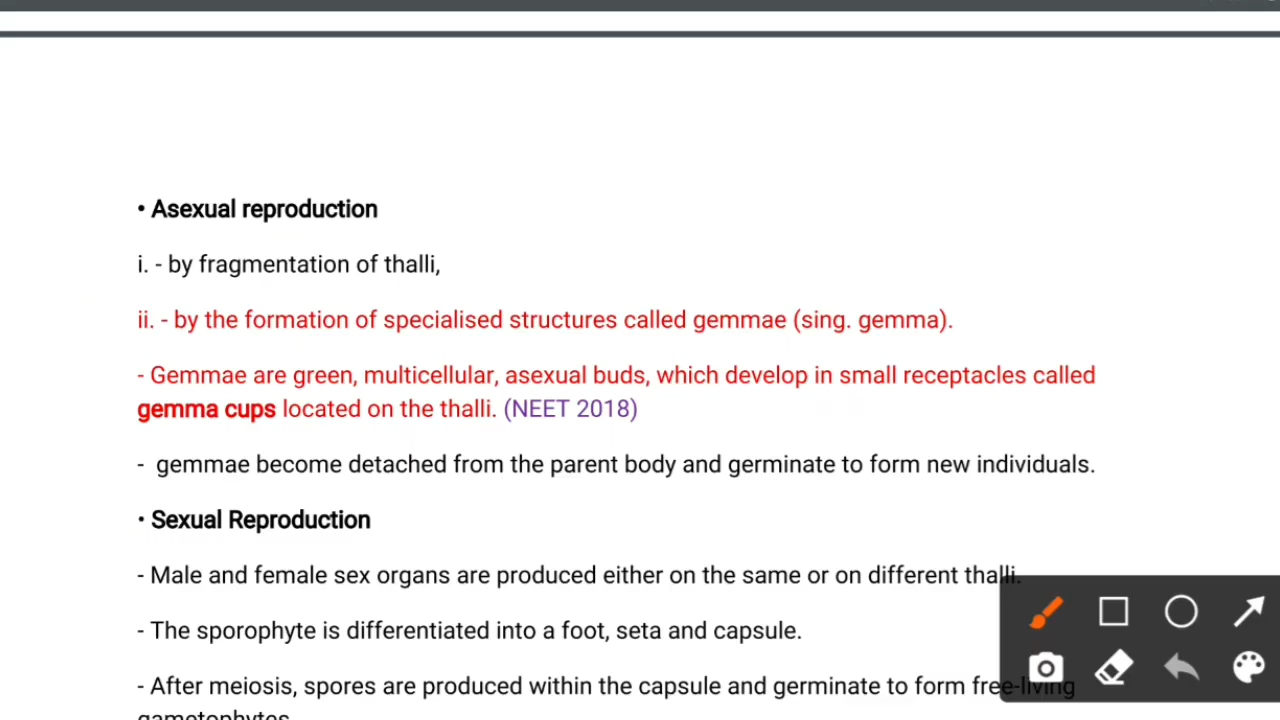 • Asexual reproduction
i. - by fragmentation of thalli,
ii. - by the formation of specialised structures called gemmae (sing. gemma).
- Gemmae are green, multicellular, asexual buds, which develop in small receptacles called
gemma cups located on the thalli. (NEET 2018)
- gemmae become detached from the parent body and germinate to form new individuals.
• Sexual Reproduction
- Male and female sex organs are produced either on the same or on different thalli.
- The sporophyte is differentiated into a foot, seta and capsule.
- After meiosis, spores are produced within the capsule and germinate to form free-living
gametophytes